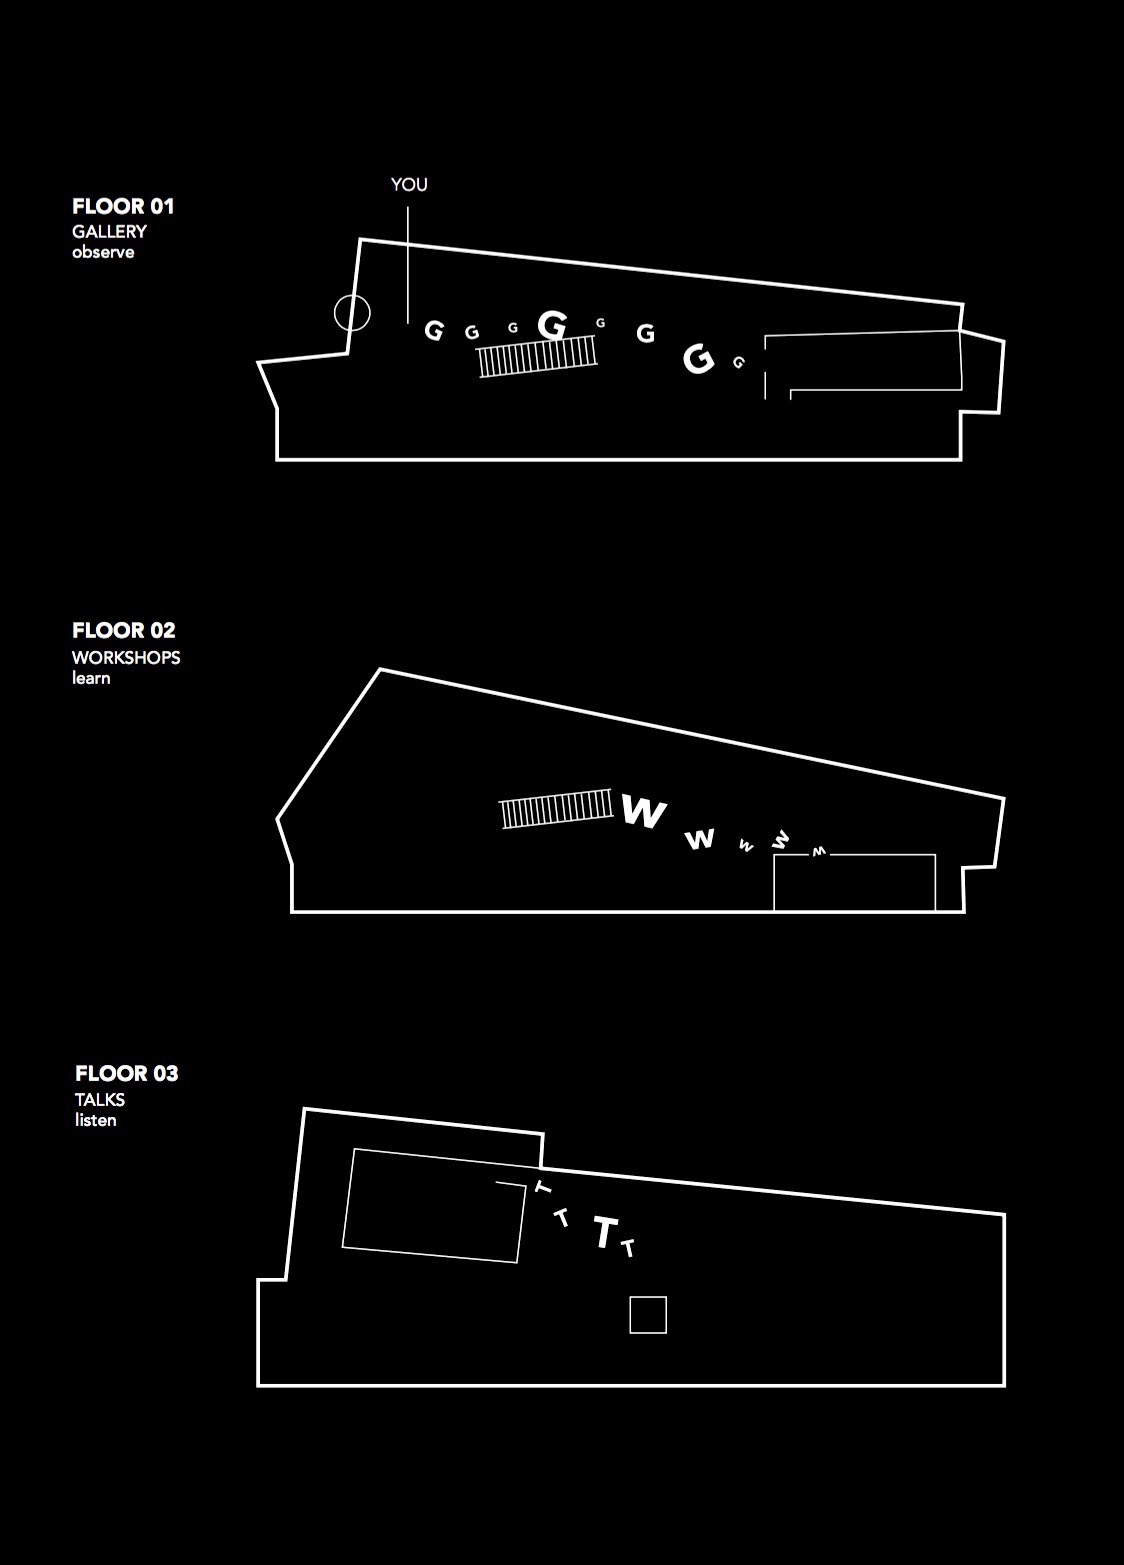 YOU
FLOOR 01
GALLERY
observe
G G G G G G G G
FLOOR 02
WORKSHOPS
learn
W W W W W
FLOOR 03
TALKS
listen
T T T T